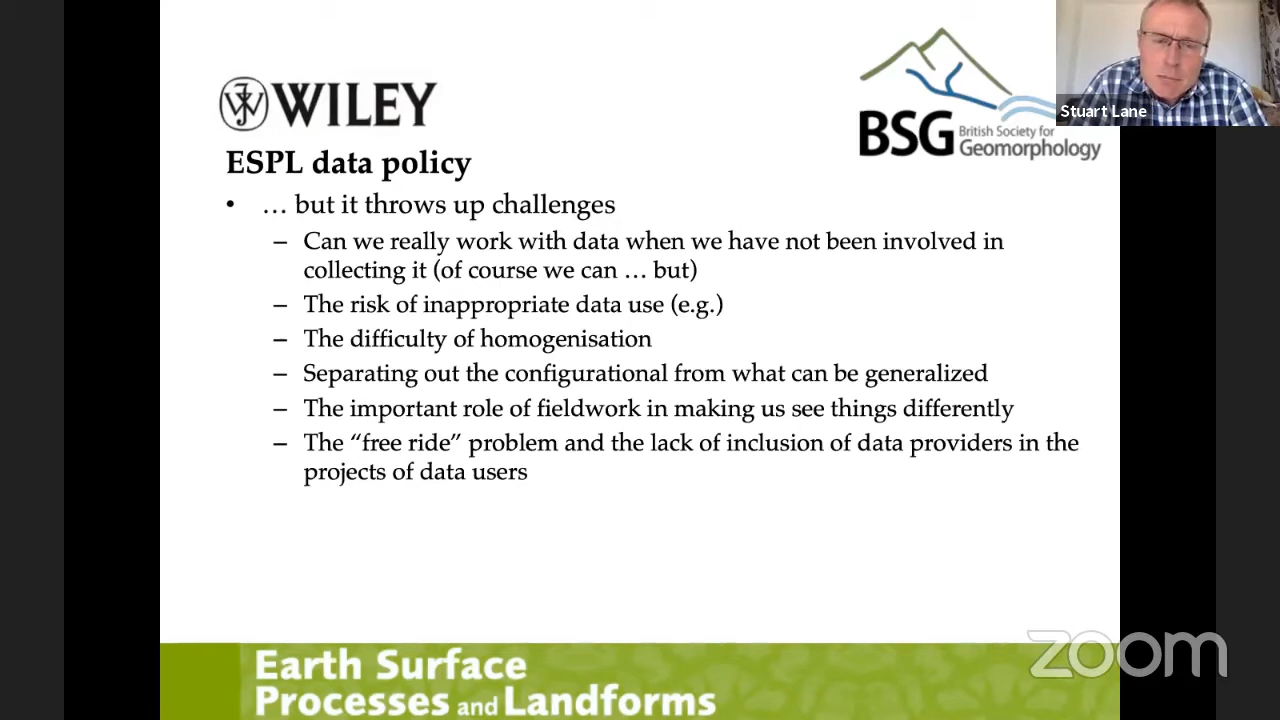 WILEY
BSG British Society for
Geomorphology
Stuart Lane
ESPL data policy
• … but it throws up challenges
– Can we really work with data when we have not been involved in
collecting it (of course we can … but)
– The risk of inappropriate data use (e.g.)
– The difficulty of homogenisation
– Separating out the configurational from what can be generalized
– The important role of fieldwork in making us see things differently
– The “free ride” problem and the lack of inclusion of data providers in the
projects of data users
Earth Surface
Processes and Landforms
zoom